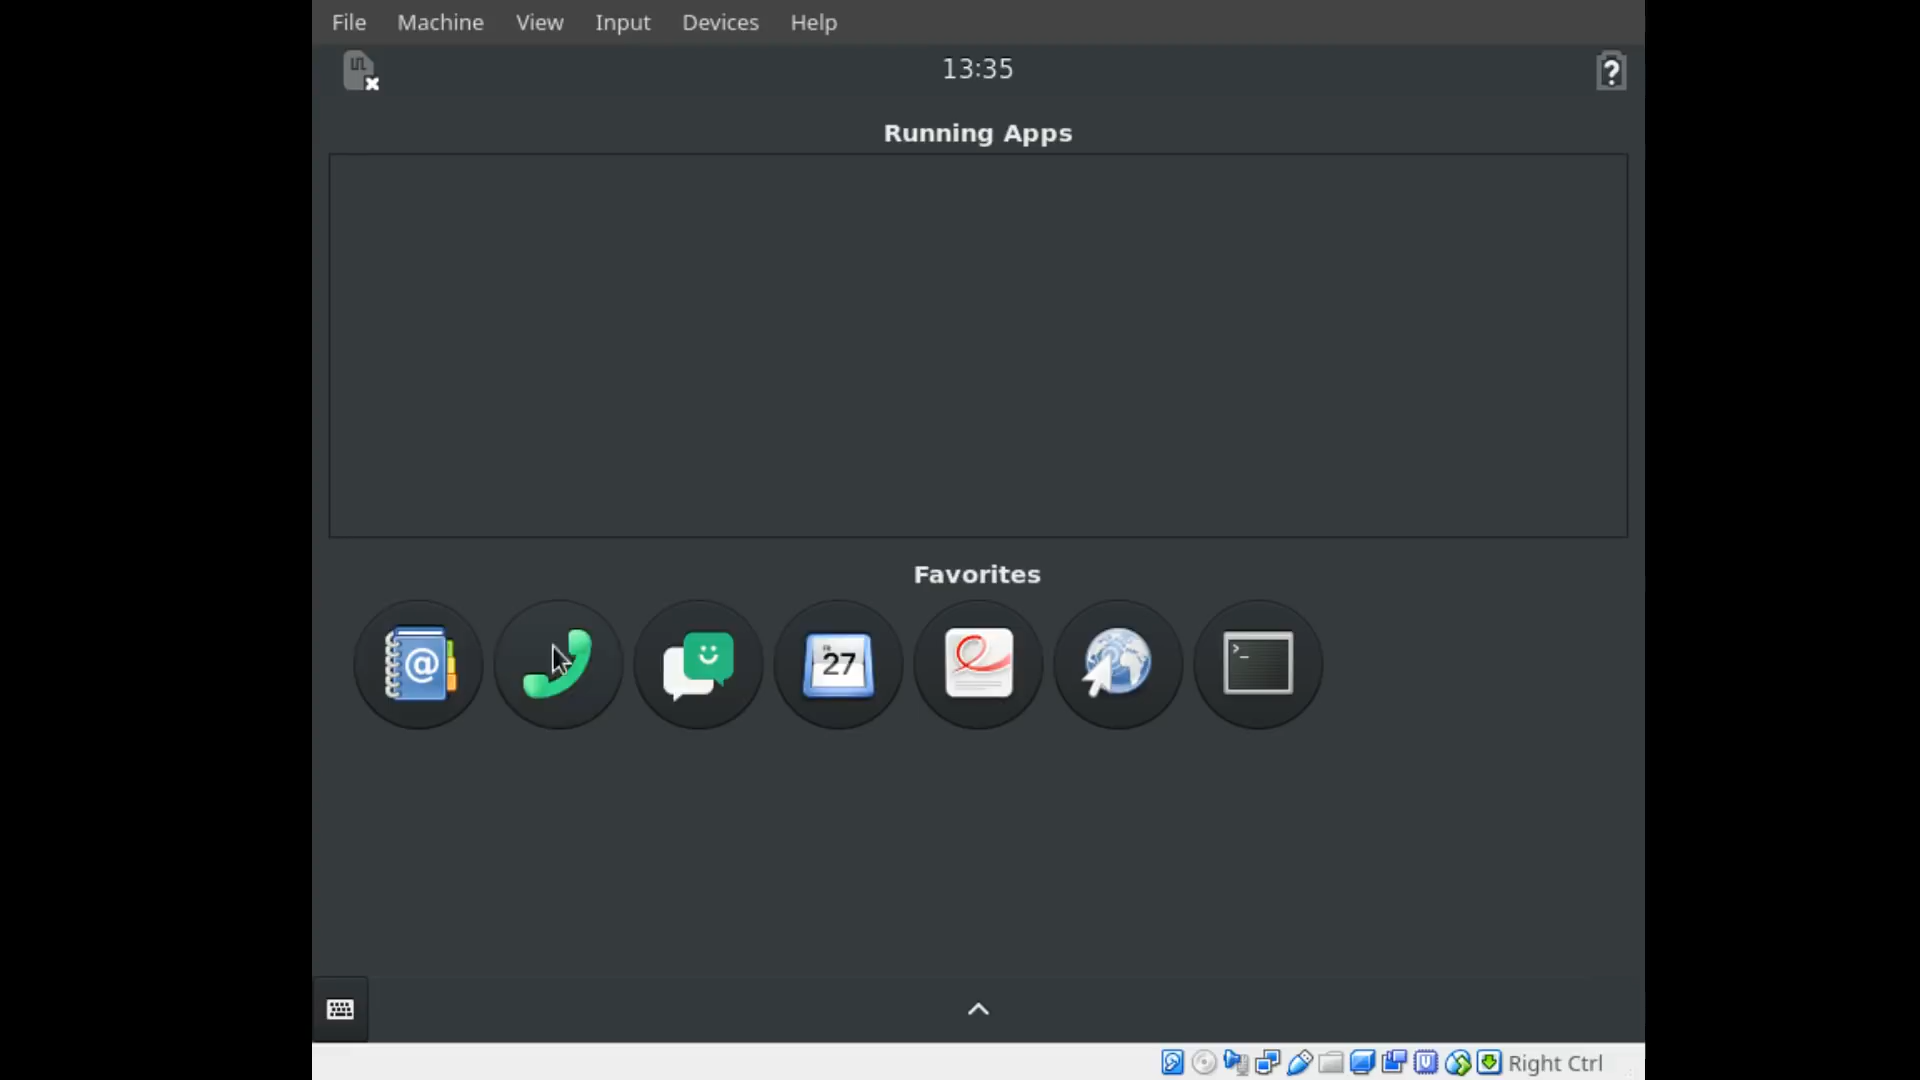 File Machine View Input Devices Help
13:35
Running Apps
Favorites
@
27
>_
Right Ctrl